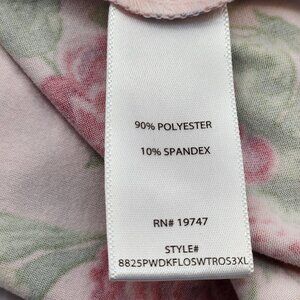 90% POLYESTER
10% SPANDEX
RN# 19747
STYLE#
8825PWDKFLOSWTROS3XL